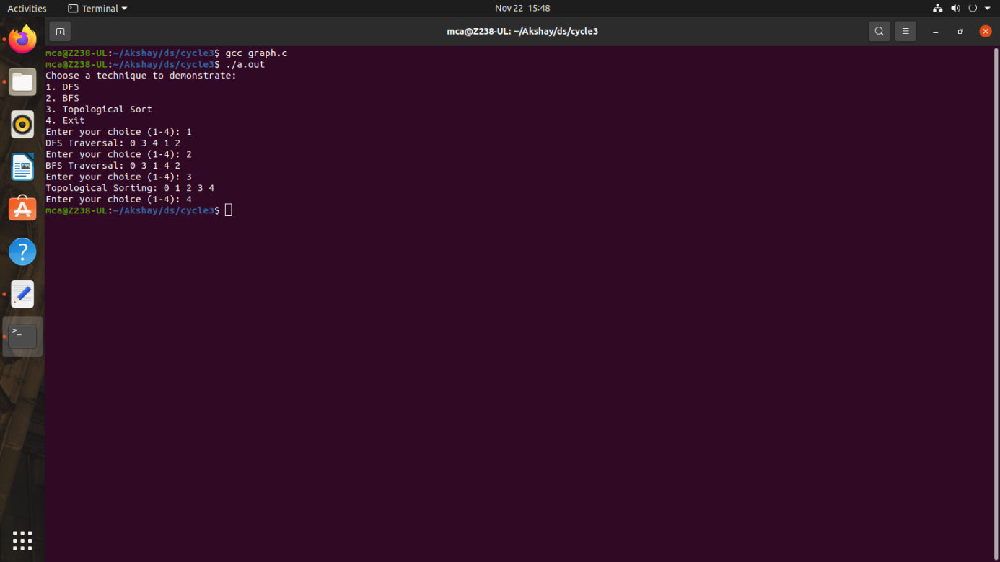 Activities
Terminal
Nov 22 15:48
mca@Z238-UL: ~/Akshay/ds/cycle3
mca@Z238-UL:~/Akshay/ds/cycle3$ gcc graph.c
mca@Z238-UL:~/Akshay/ds/cycle3$ ./a.out
Choose a technique to demonstrate:
1. DFS
2. BFS
3. Topological Sort
4. Exit
Enter your choice (1-4): 1
DFS Traversal: 0 3 4 1 2
Enter your choice (1-4): 2
BFS Traversal: 0 3 1 4 2
Enter your choice (1-4): 3
Topological Sorting: 0 1 2 3 4
Enter your choice (1-4): 4
mca@Z238-UL:~/Akshay/ds/cycle3$